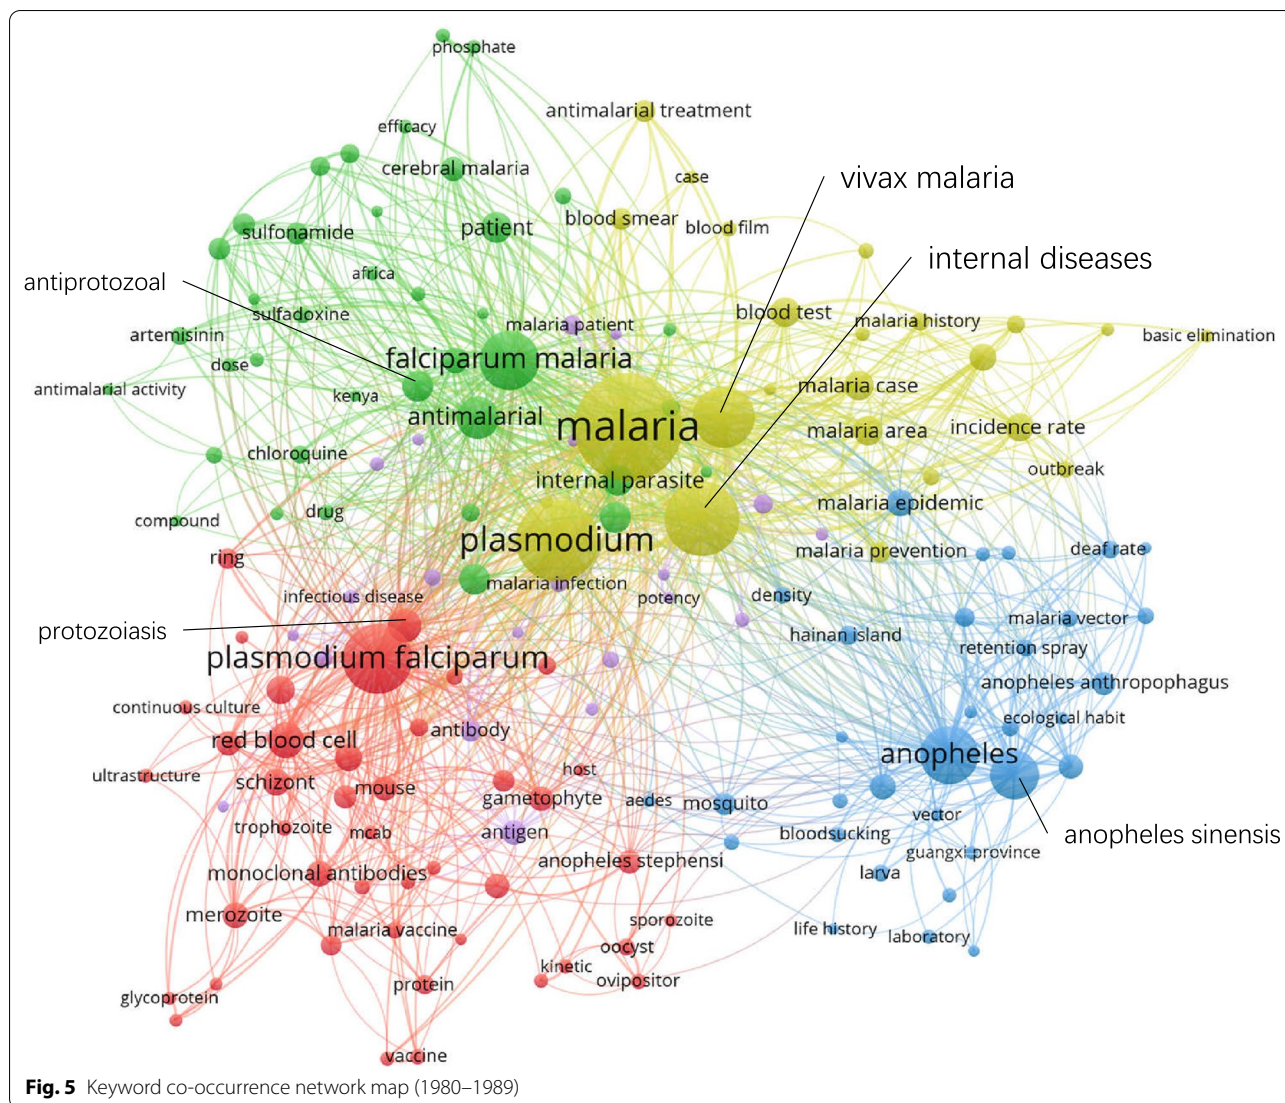 phosphate
antimalarial treatment
efficacy
cerebral malaria
case
vivax malaria
blood smear
blood film
patient
sulfonamide
internal diseases
antiprotozoal
africa
sulfadoxine
malaria patient
blood test
malaria history
basic elimination
artemisinin
falciparum malaria
dose
antimalarial activity
kenya
malaria case
antimalarial
malaria
malaria area
incidence rate
chloroquine
outbreak
internal parasite
malaria epidemic
compound
drug
plasmodium
malaria prevention
deaf rate
ring
malaria infection
infectious disease
potency
density
protozoiasis
hainan island
malaria vector
retention spray
plasmodium falciparum
anopheles anthropophagus
continuous culture
ecological habit
antibody
red blood cell
anopheles
ultrastructure
schizont
host
mouse
gametophyte
aedes
mosquito
vector
trophozoite
mcab
antigen
bloodsucking
anopheles sinensis
guangxi province
anopheles stephensi
monoclonal antibodies
larva
merozoite
malaria vaccine
sporozoite
life history
laboratory
oocyst
kinetic
ovipositor
protein
glycoprotein
vaccine
Fig. 5 Keyword co-occurrence network map (1980–1989)